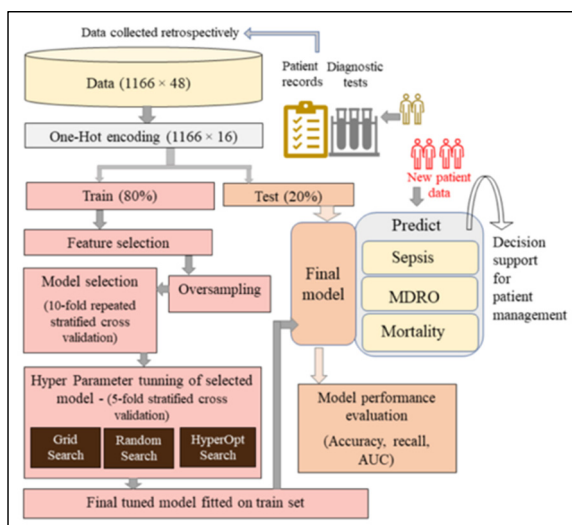 Data collected retrospectively
Patient
records
Diagnostic
tests
Data (1166 × 48)
One-Hot encoding (1166 × 16)
New patient
data
Train (80%)
Test (20%)
Feature selection
Oversampling
Model selection
(10-fold repeated
stratified cross
validation)
Final
model
Predict
Sepsis
MDRO
Mortality
Decision
support
for
patient
management
Hyper Parameter tunning of selected
model - (5-fold stratified cross
validation)
Grid
Search
Random
Search
HyperOpt
Search
Model performance
evaluation
(Accuracy, recall,
AUC)
Final tuned model fitted on train set